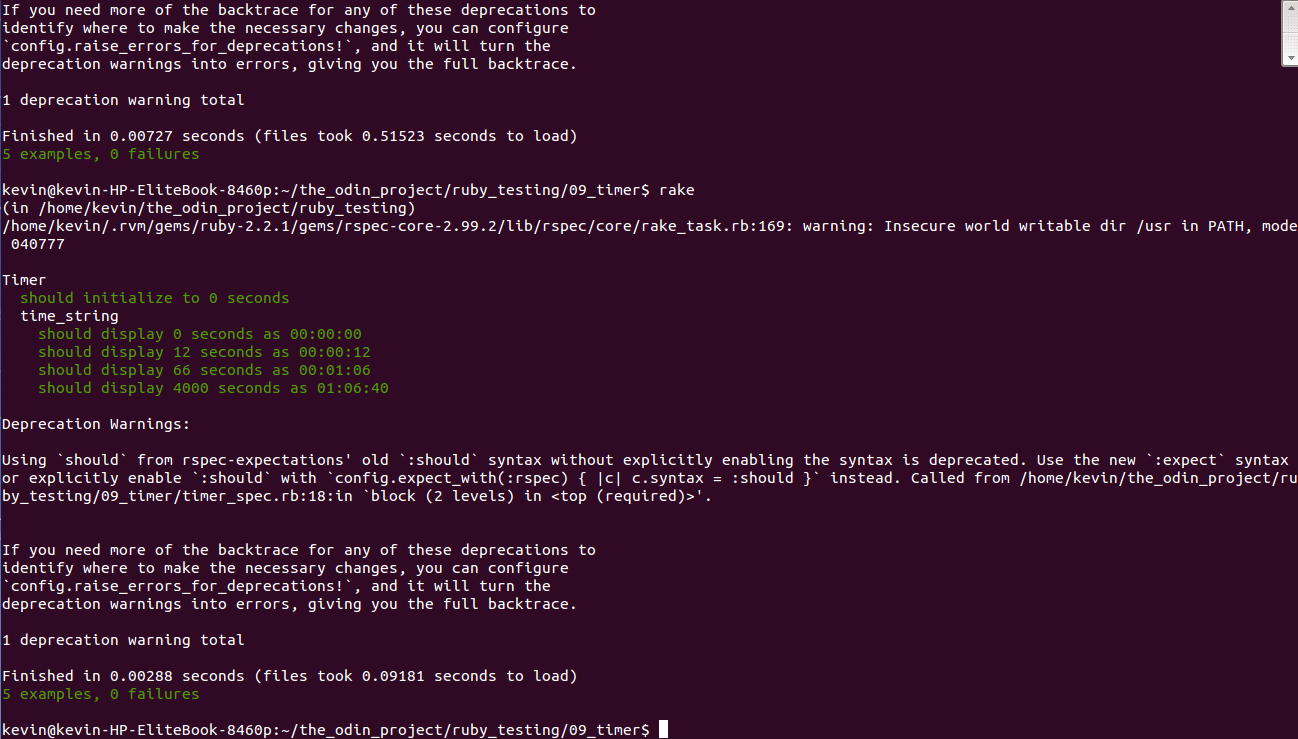 If you need more of the backtrace for any of these deprecations to
identify where to make the necessary changes, you can configure
`config.raise_errors_for_deprecations!`, and it will turn the
deprecation warnings into errors, giving you the full backtrace.
1 deprecation warning total
Finished in 0.00727 seconds (files took 0.51523 seconds to load)
5 examples, 0 failures
kevin@kevin-HP-EliteBook-8460p:~/the_odin_project/ruby_testing/09_timer$ rake
(in /home/kevin/the_odin_project/ruby_testing)
/home/kevin/.rvm/gems/ruby-2.2.1/gems/rspec-core-2.99.2/lib/rspec/core/rake_task.rb:169: warning: Insecure world writable dir /usr in PATH, mode
 040777
Timer
  should initialize to 0 seconds
  time_string
    should display 0 seconds as 00:00:00
    should display 12 seconds as 00:00:12
    should display 66 seconds as 00:01:06
    should display 4000 seconds as 01:06:40
Deprecation Warnings:
Using `should` from rspec-expectations' old `:should` syntax without explicitly enabling the syntax is deprecated. Use the new `:expect` syntax
or explicitly enable `:should` with `config.expect_with(:rspec) { |c| c.syntax = :should }` instead. Called from /home/kevin/the_odin_project/ru
by_testing/09_timer/timer_spec.rb:18:in `block (2 levels) in <top (required)>'.
If you need more of the backtrace for any of these deprecations to
identify where to make the necessary changes, you can configure
`config.raise_errors_for_deprecations!`, and it will turn the
deprecation warnings into errors, giving you the full backtrace.
1 deprecation warning total
Finished in 0.00288 seconds (files took 0.09181 seconds to load)
5 examples, 0 failures
kevin@kevin-HP-EliteBook-8460p:~/the_odin_project/ruby_testing/09_timer$